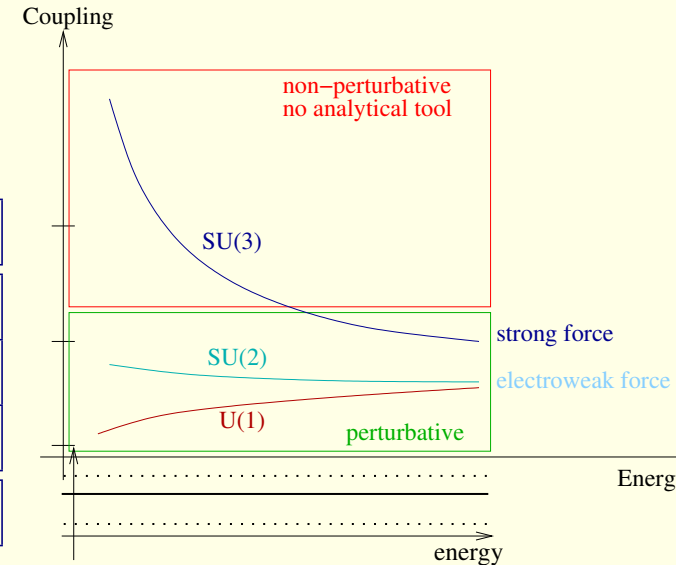 Coupling
non−perturbative
no analytical tool
SU(3)
strong force
SU(2)
electroweak force
U(1)
perturbative
Energ
energy